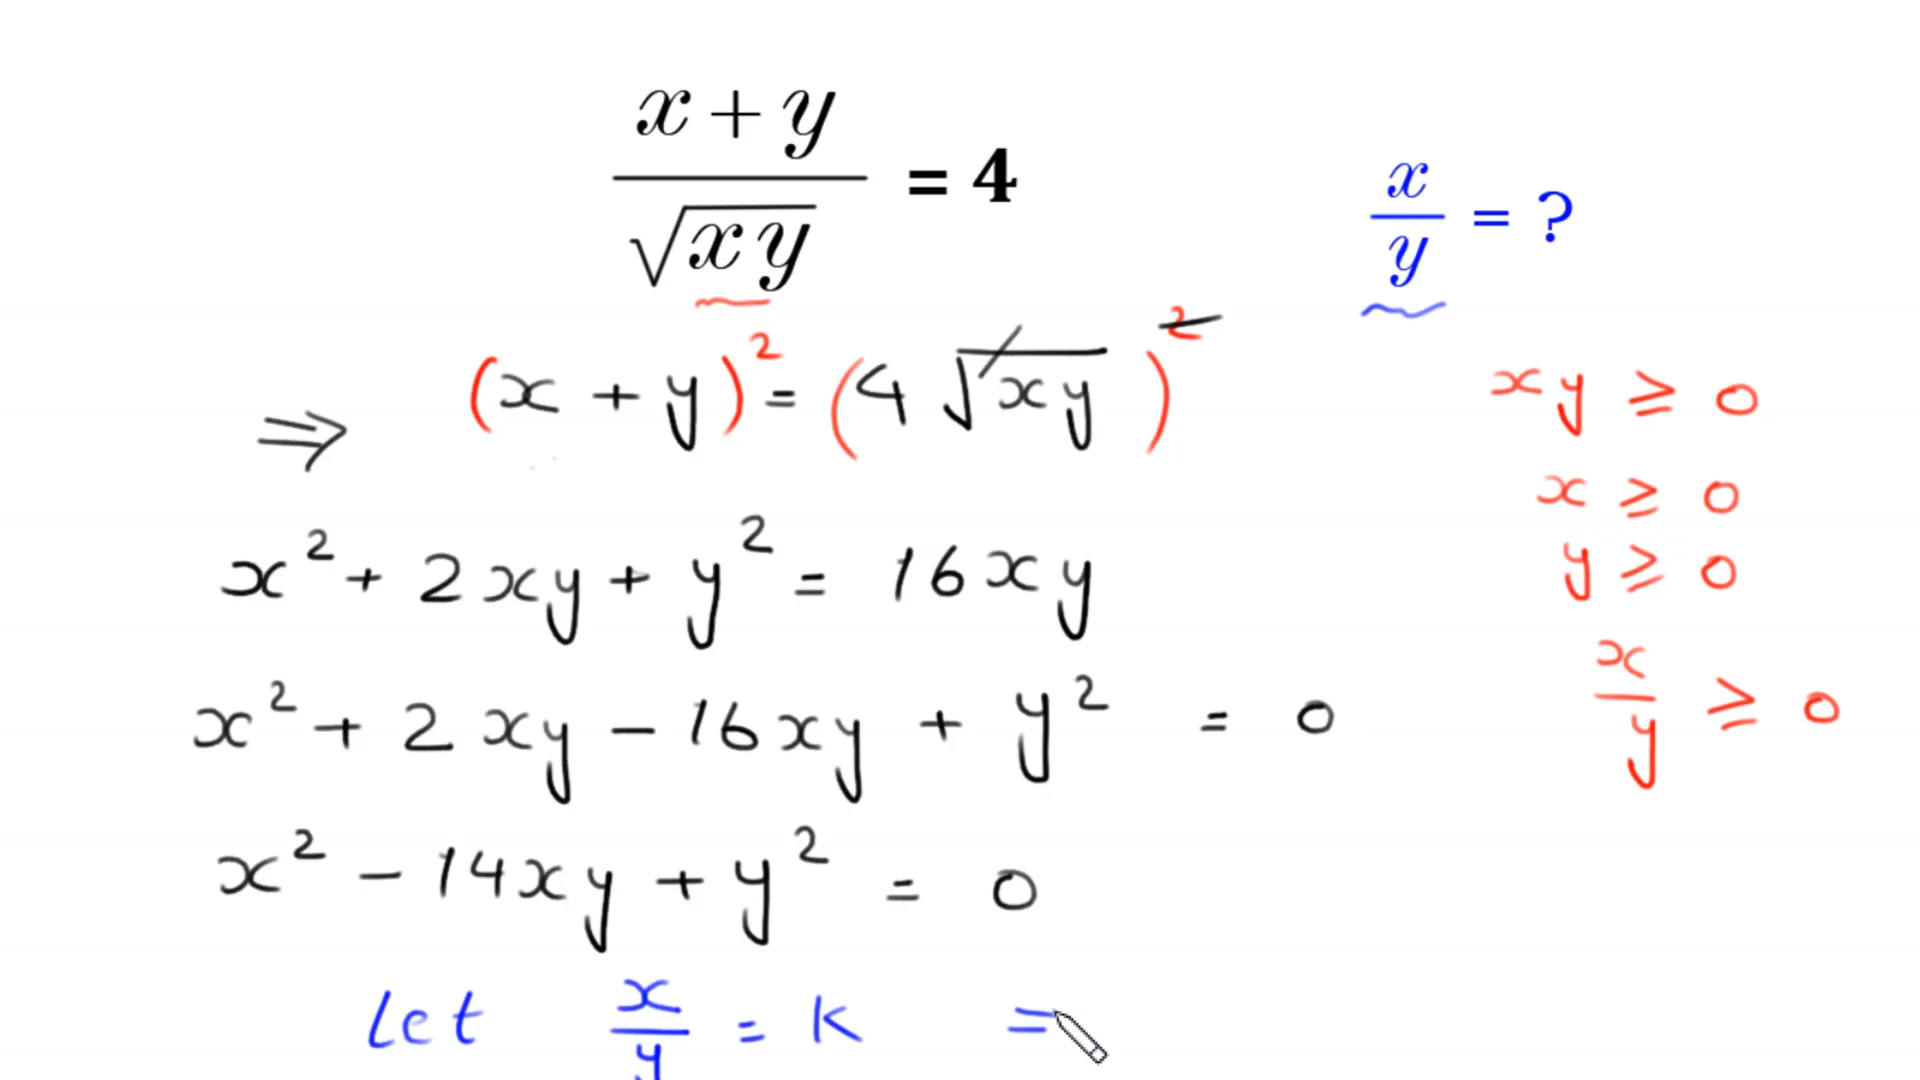 x + y / √xy = 4
x/y = ?
⇒ (x + y)² = (4√xy)²
x² + 2xy + y² = 16xy
x² + 2xy − 16xy + y² = 0
x² − 14xy + y² = 0
Let x/y = K =
xy ≥ 0
x ≥ 0
y ≥ 0
x/y ≥ 0